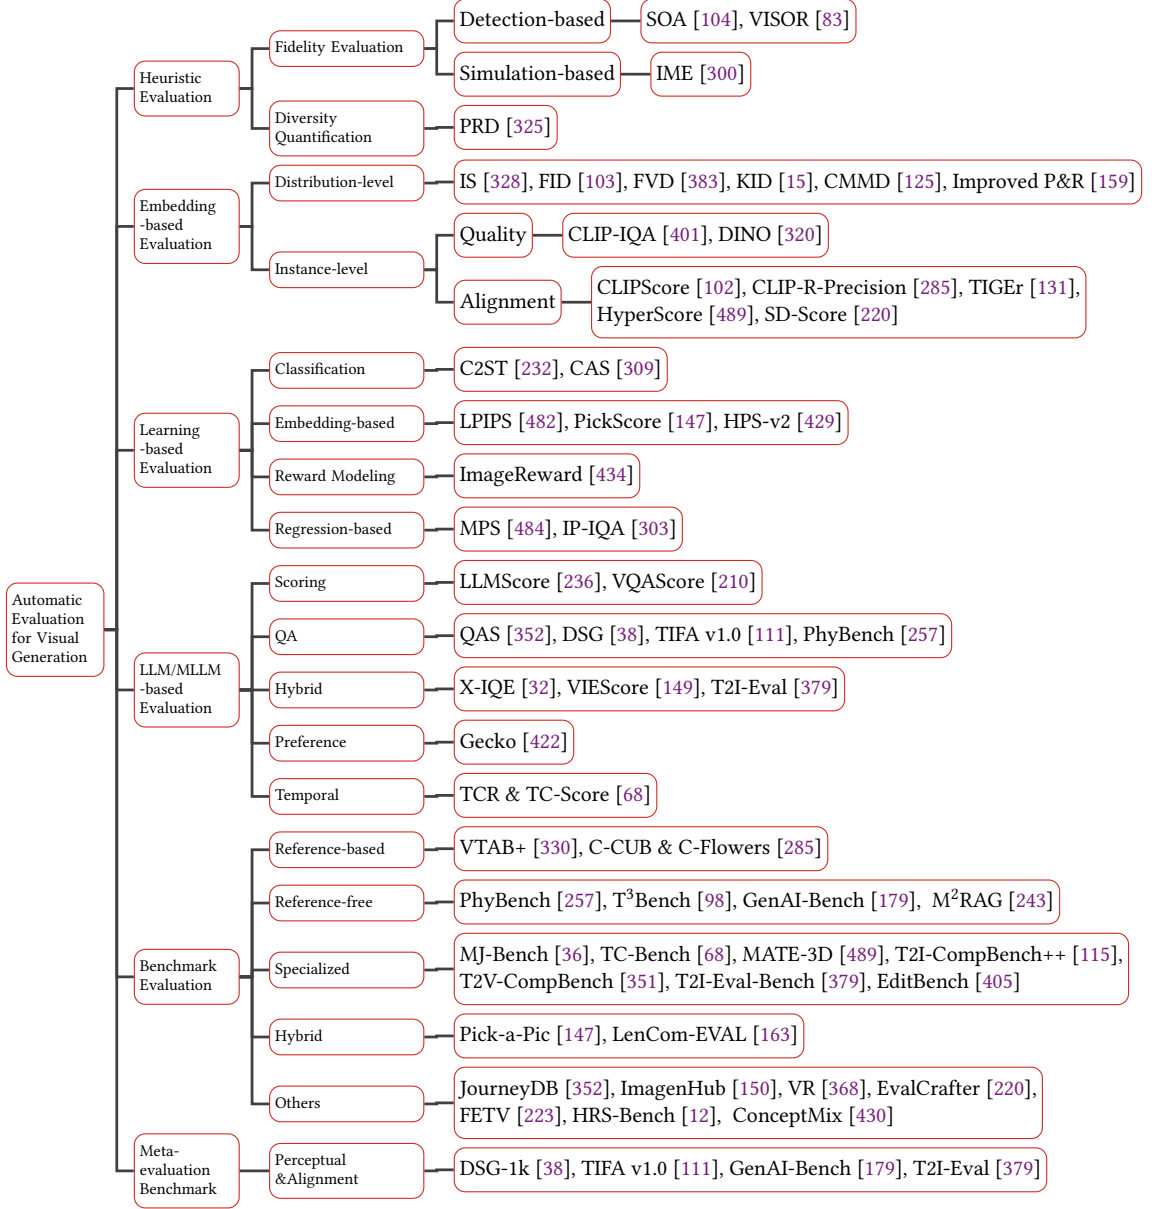 Automatic
Evaluation
for Visual
Generation
Heuristic
Evaluation
Fidelity Evaluation
Detection-based
SOA [104], VISOR [83]
Simulation-based
IME [300]
Diversity
Quantification
PRD [325]
Embedding
-based
Evaluation
Distribution-level
IS [328], FID [103], FVD [383], KID [15], CMMD [125], Improved P&R [159]
Instance-level
Quality
CLIP-IQA [401], DINO [320]
Alignment
CLIPScore [102], CLIP-R-Precision [285], TIGEr [131],
HyperScore [489], SD-Score [220]
Learning
-based
Evaluation
Classification
C2ST [232], CAS [309]
Embedding-based
LPIPS [482], PickScore [147], HPS-v2 [429]
Reward Modeling
ImageReward [434]
Regression-based
MPS [484], IP-IQA [303]
LLM/MLLM
-based
Evaluation
Scoring
LLMScore [236], VQAScore [210]
QA
QAS [352], DSG [38], TIFA v1.0 [111], PhyBench [257]
Hybrid
X-IQE [32], VIEScore [149], T2I-Eval [379]
Preference
Gecko [422]
Temporal
TCR & TC-Score [68]
Benchmark
Evaluation
Reference-based
VTAB+ [330], C-CUB & C-Flowers [285]
Reference-free
PhyBench [257], T³Bench [98], GenAI-Bench [179], M²RAG [243]
Specialized
MJ-Bench [36], TC-Bench [68], MATE-3D [489], T2I-CompBench++ [115],
T2V-CompBench [351], T2I-Eval-Bench [379], EditBench [405]
Hybrid
Pick-a-Pic [147], LenCom-EVAL [163]
Others
JourneyDB [352], ImagenHub [150], VR [368], EvalCrafter [220],
FETV [223], HRS-Bench [12], ConceptMix [430]
Meta-
evaluation
Benchmark
Perceptual
&Alignment
DSG-1k [38], TIFA v1.0 [111], GenAI-Bench [179], T2I-Eval [379]